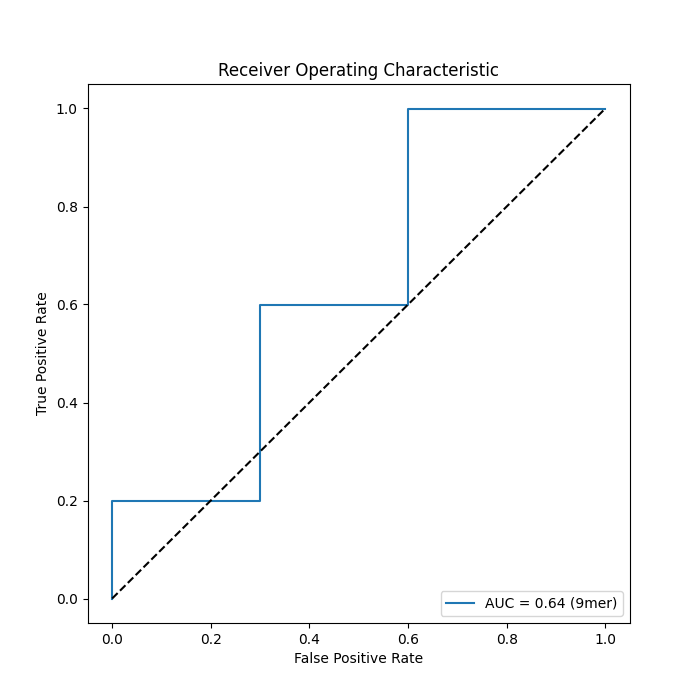 Receiver Operating Characteristic
True Positive Rate
1.0
0.8
0.6
0.4
0.2
0.0
AUC = 0.64 (9mer)
0.0 0.2 0.4 0.6 0.8 1.0
False Positive Rate